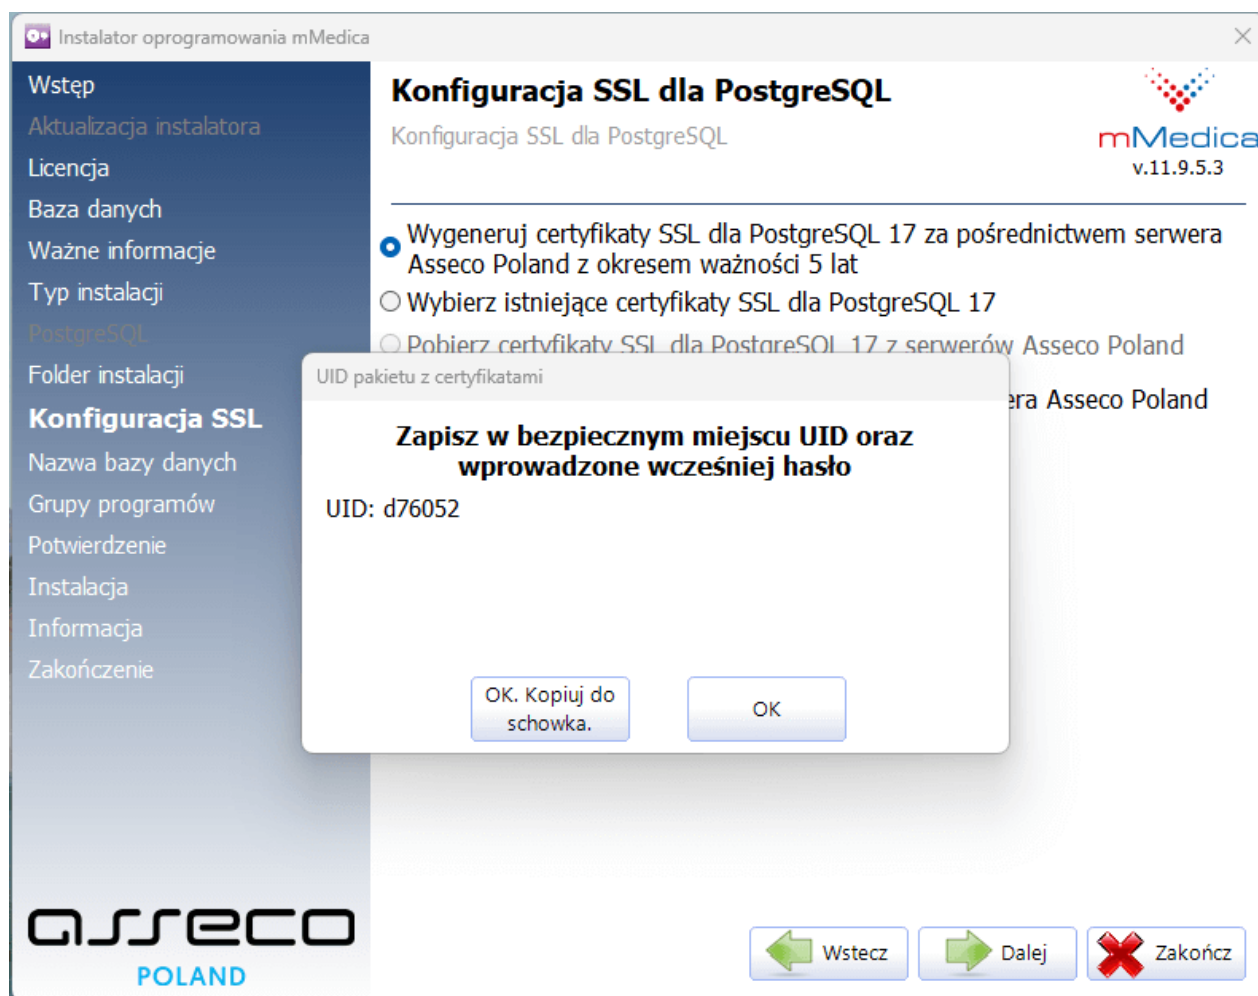 Instalator oprogramowania mMedica
Wstęp
Aktualizacja instalatora
Licencja
Baza danych
Ważne informacje
Typ instalacji
PostgreSQL
Folder instalacji
Konfiguracja SSL
Nazwa bazy danych
Grupy programów
Potwierdzenie
Instalacja
Informacja
Zakończenie
asseco
POLAND
Konfiguracja SSL dla PostgreSQL
Konfiguracja SSL dla PostgreSQL
mMedica
v.11.9.5.3
Wygeneruj certyfikaty SSL dla PostgreSQL 17 za pośrednictwem serwera
Asseco Poland z okresem ważności 5 lat
Wybierz istniejące certyfikaty SSL dla PostgreSQL 17
Pobierz certyfikaty SSL dla PostgreSQL 17 z serwerów Asseco Poland
Asseco Poland
UID pakietu z certyfikatami
Zapisz w bezpiecznym miejscu UID oraz
wprowadzone wcześniej hasło
UID: d76052
OK. Kopiuj do
schowka.
OK
Wstecz
Dalej
Zakończ